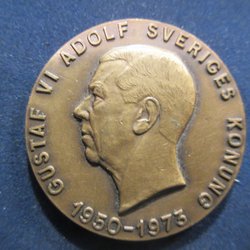 GUSTAF VI ADOLF SVERIGES KONUNG
1950-1973